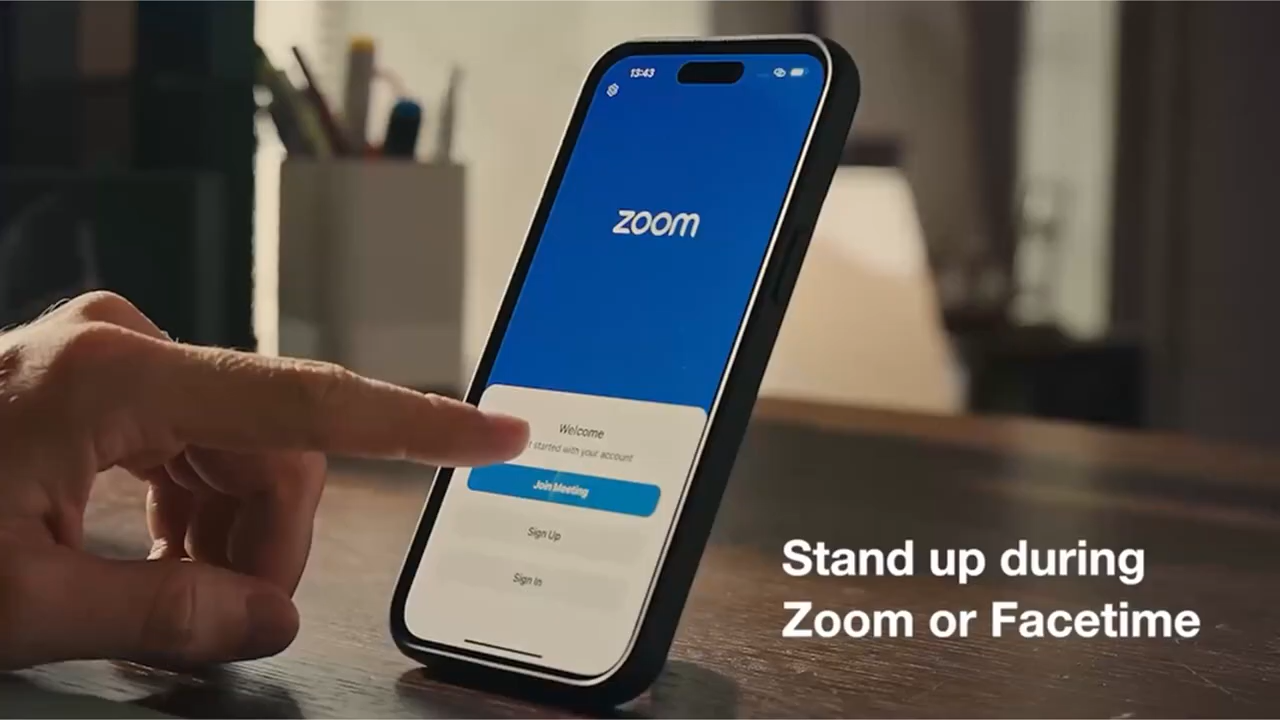 13:43
zoom
Welcome
started with your account
Join Meeting
Sign Up
Sign In
Stand up during
Zoom or Facetime